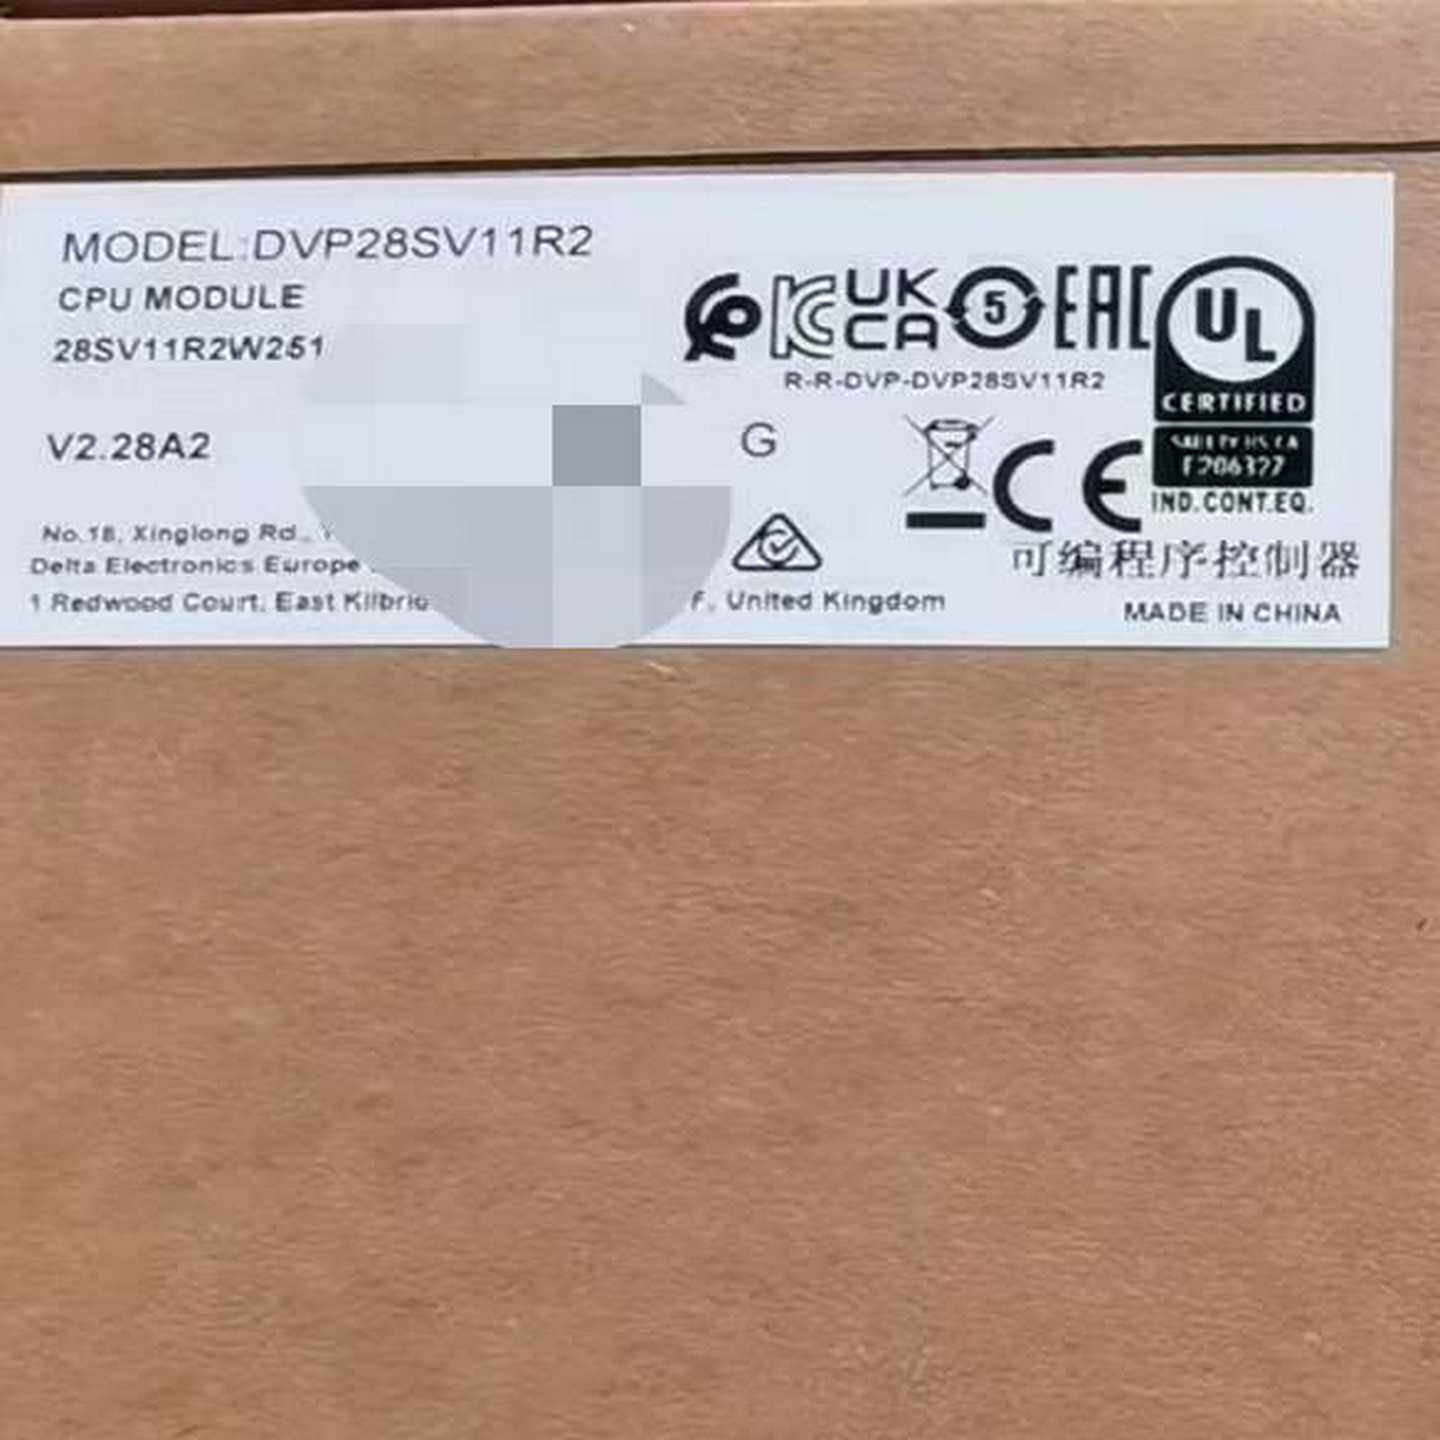 MODEL:DVP28SV11R2
CPU MODULE
28SV11R2W251
V2.28A2
No.18, Xinglong Rd.,
Delta Electronics Europe
1 Redwood Court, East
United Kingdom
UK
CA
5
EAC
R-R-DVP-DVP28SV11R2
G
CE
UL
CERTIFIED
E206327
IND.CONT.EQ.
可编程序控制器
MADE IN CHINA